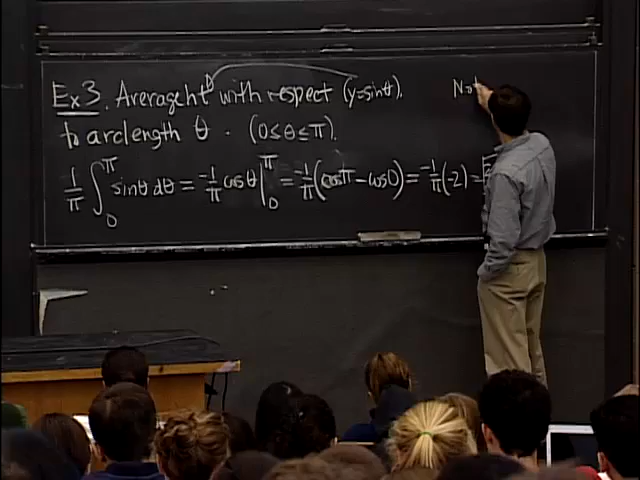 Ex 3. Average ht with respect (y=sinθ).
to arclength θ. (0≤θ≤π).
1/π ∫₀^π sinθ dθ = -1/π cosθ |₀^π = -1/π (cosπ - cos0) = -1/π (-2) =
Not